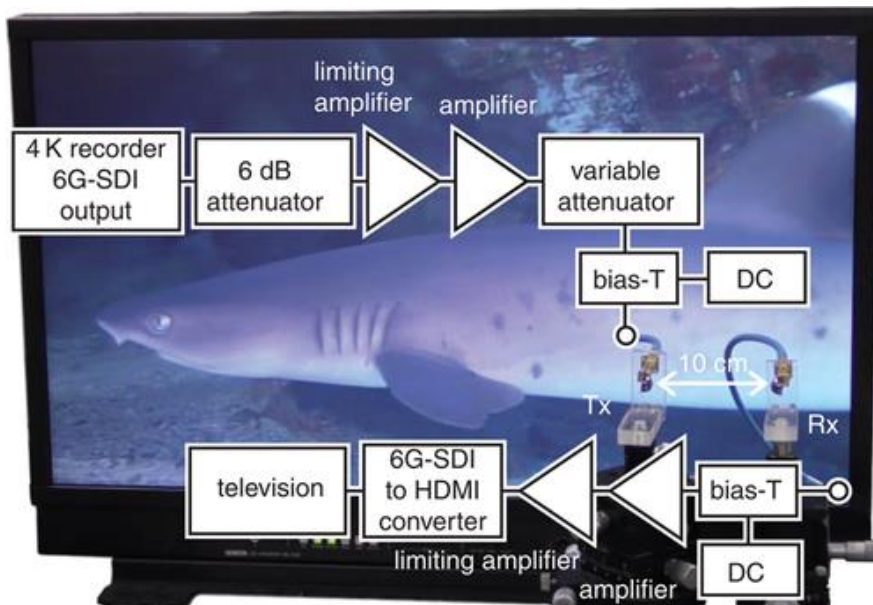 limiting
amplifier
amplifier
4 K recorder
6G-SDI
output
6 dB
attenuator
variable
attenuator
bias-T
DC
10 cm
Tx
Rx
television
6G-SDI
to HDMI
converter
bias-T
limiting amplifier
amplifier
DC